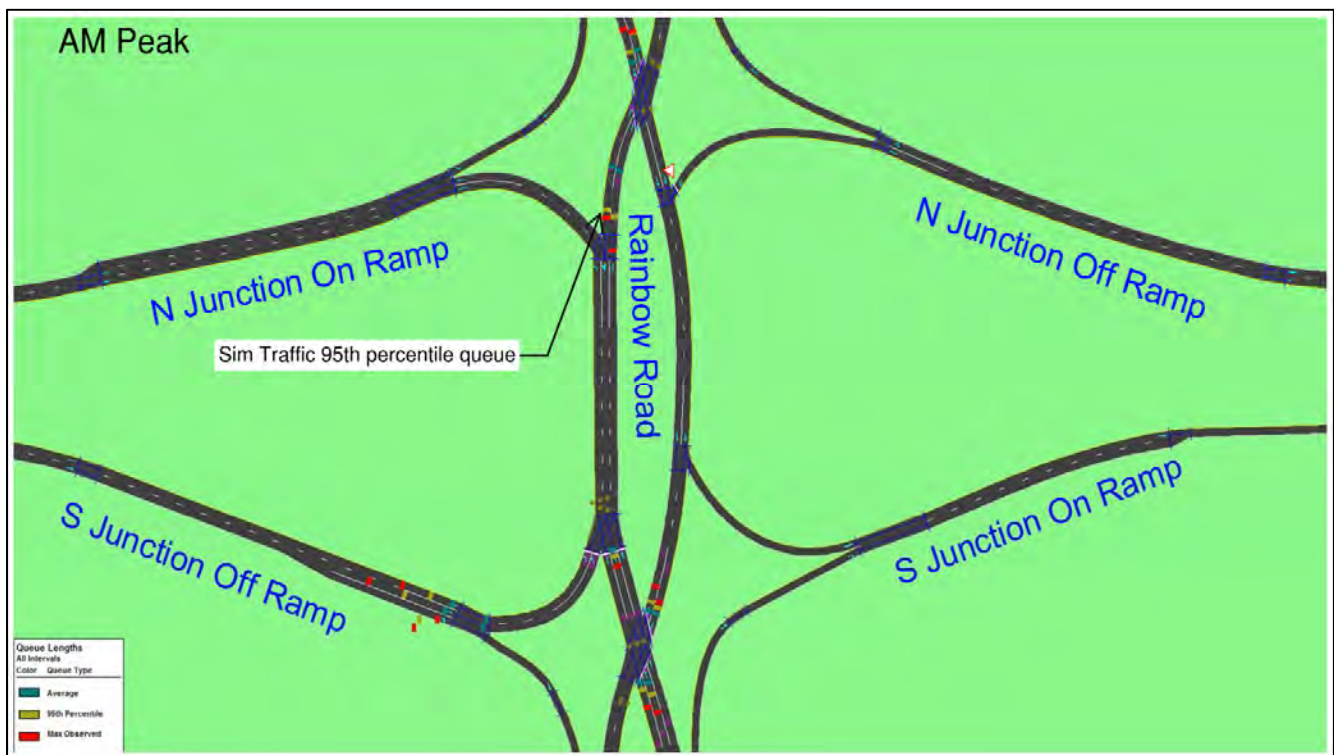 AM Peak
N Junction On Ramp
Rainbow Road
N Junction Off Ramp
Sim Traffic 95th percentile queue
S Junction Off Ramp
S Junction On Ramp
Queue Lengths
All Intervals
Color Queue Type
Average
95th Percentile
Max Observed